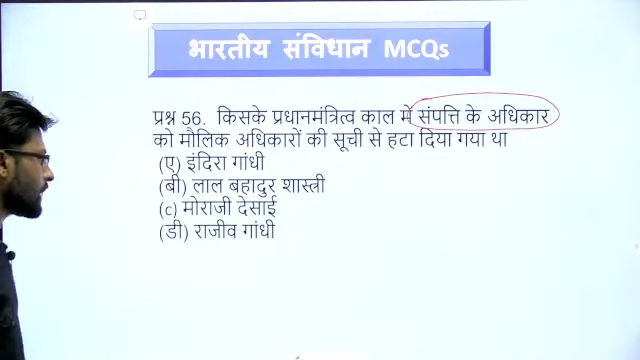 भारतीय संविधान MCQs
प्रश्न 56. किसके प्रधानमंत्रित्व काल में संपत्ति के अधिकार
को मौलिक अधिकारों की सूची से हटा दिया गया था
(ए) इंदिरा गांधी
(बी) लाल बहादुर शास्त्री
(c) मोराजी देसाई
(डी) राजीव गांधी